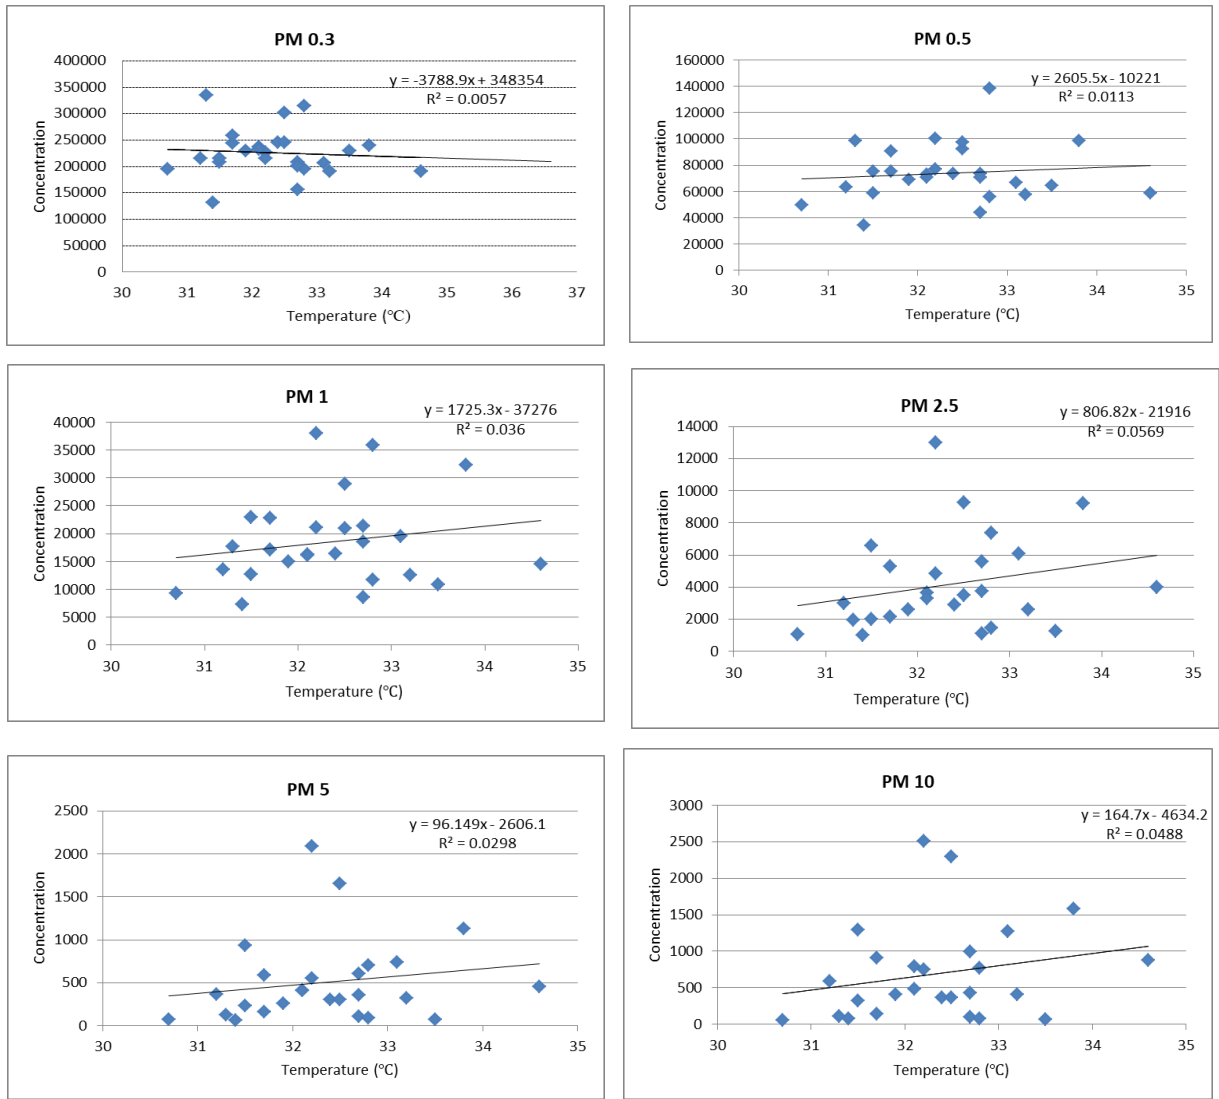 PM 0.3
400000
350000
300000
250000
200000
150000
100000
50000
0
y = -3788.9x + 348354
R² = 0.0057
Concentration
30 31 32 33 34 35 36 37
Temperature (°C)
PM 0.5
160000
140000
120000
100000
80000
60000
40000
20000
0
y = 2605.5x - 10221
R² = 0.0113
Concentration
30 31 32 33 34 35
Temperature (°C)
PM 1
40000
35000
30000
25000
20000
15000
10000
5000
0
y = 1725.3x - 37276
R² = 0.036
Concentration
30 31 32 33 34 35
Temperature (°C)
PM 2.5
14000
12000
10000
8000
6000
4000
2000
0
y = 806.82x - 21916
R² = 0.0569
Concentration
30 31 32 33 34 35
Temperature (°C)
PM 5
2500
2000
1500
1000
500
0
y = 96.149x - 2606.1
R² = 0.0298
Concentration
30 31 32 33 34 35
Temperature (°C)
PM 10
3000
2500
2000
1500
1000
500
0
y = 164.7x - 4634.2
R² = 0.0488
Concentration
30 31 32 33 34 35
Temperature (°C)